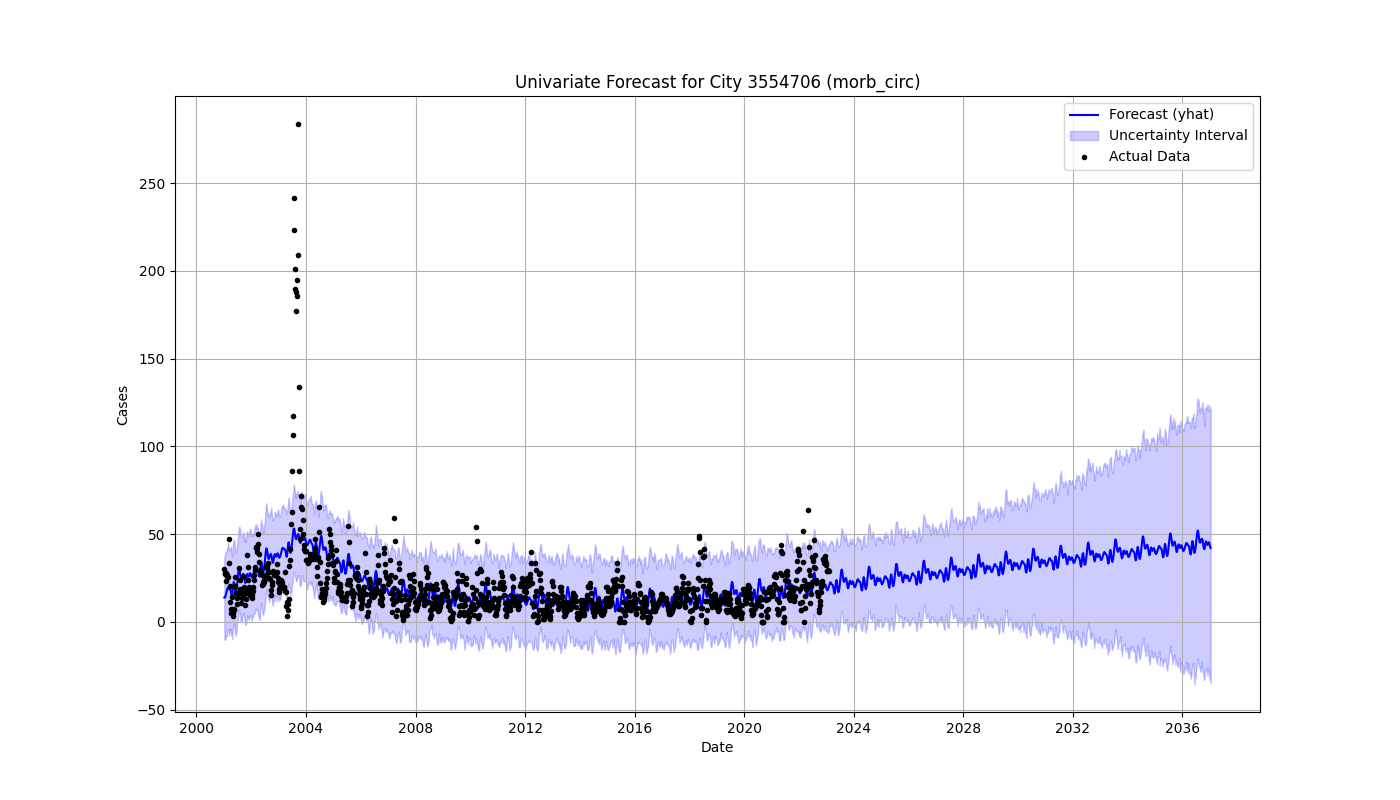 Univariate Forecast for City 3554706 (morb_circ)
Forecast (yhat)
Uncertainty Interval
Actual Data
Cases
250
200
150
100
50
0
−50
2000 2004 2008 2012 2016 2020 2024 2028 2032 2036
Date